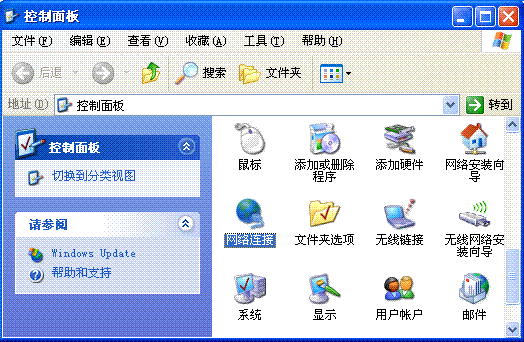 控制面板
文件(F) 编辑(E) 查看(V) 收藏(A) 工具(T) 帮助(H)
后退 搜索 文件夹
地址(D) 控制面板 转到
控制面板
切换到分类视图
请参阅
Windows Update
帮助和支持
鼠标 添加或删除程序 添加硬件 网络安装向导
网络连接 文件夹选项 无线链接 无线网络安装向导
系统 显示 用户帐户 邮件